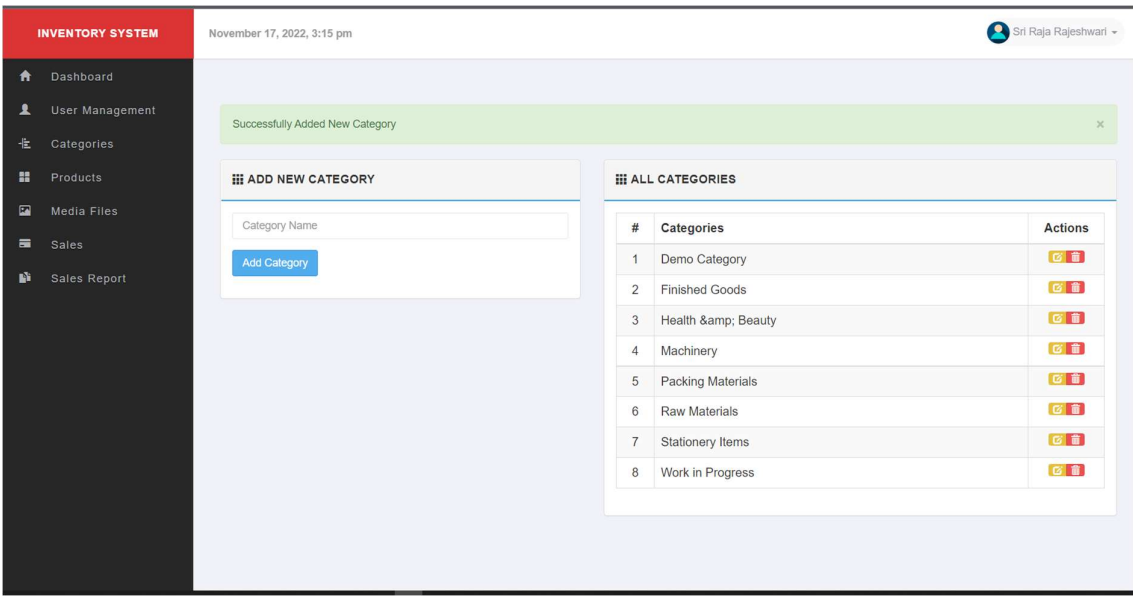 INVENTORY SYSTEM
November 17, 2022, 3:15 pm
Sri Raja Rajeshwari
Dashboard
User Management
Categories
Products
Media Files
Sales
Sales Report
Successfully Added New Category ×
ADD NEW CATEGORY
Category Name
Add Category
ALL CATEGORIES
# Categories Actions
1 Demo Category
2 Finished Goods
3 Health &amp; Beauty
4 Machinery
5 Packing Materials
6 Raw Materials
7 Stationery Items
8 Work in Progress